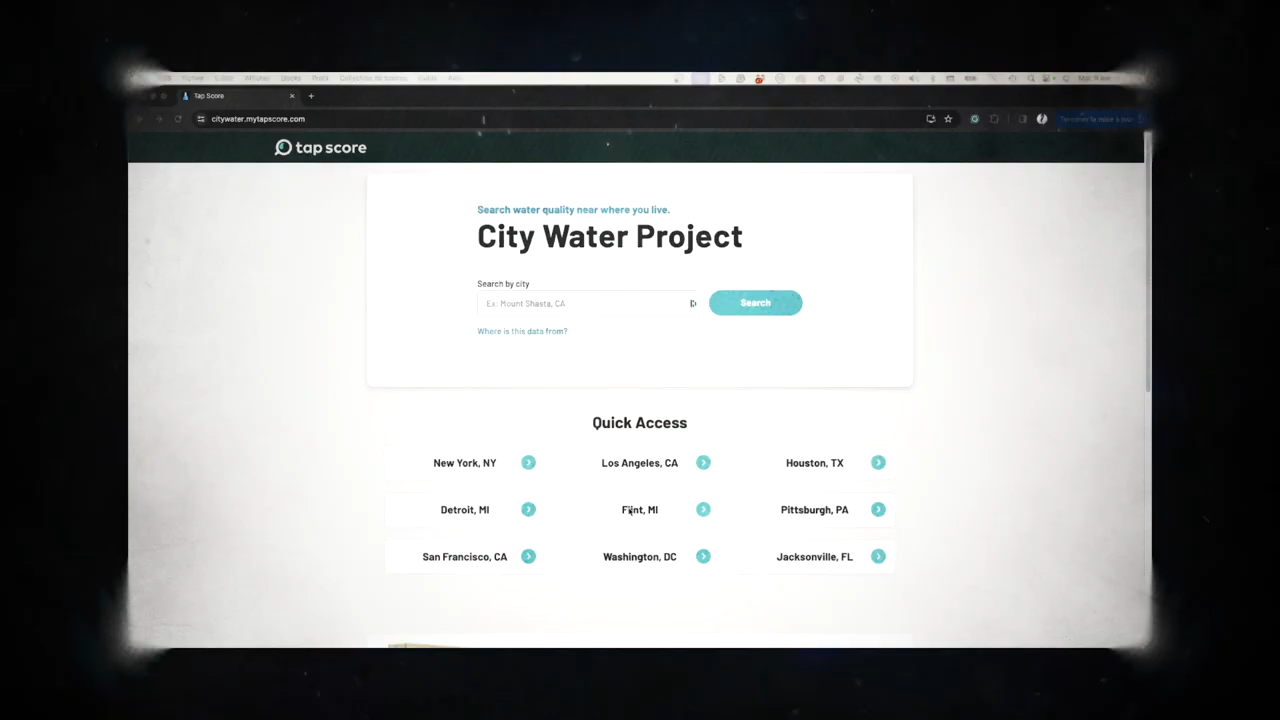 Tap Score
citywater.mytapscore.com
tap score
Search water quality near where you live.
City Water Project
Search by city
Ex: Mount Shasta, CA
Search
Where is this data from?
Quick Access
New York, NY
Los Angeles, CA
Houston, TX
Detroit, MI
Flint, MI
Pittsburgh, PA
San Francisco, CA
Washington, DC
Jacksonville, FL